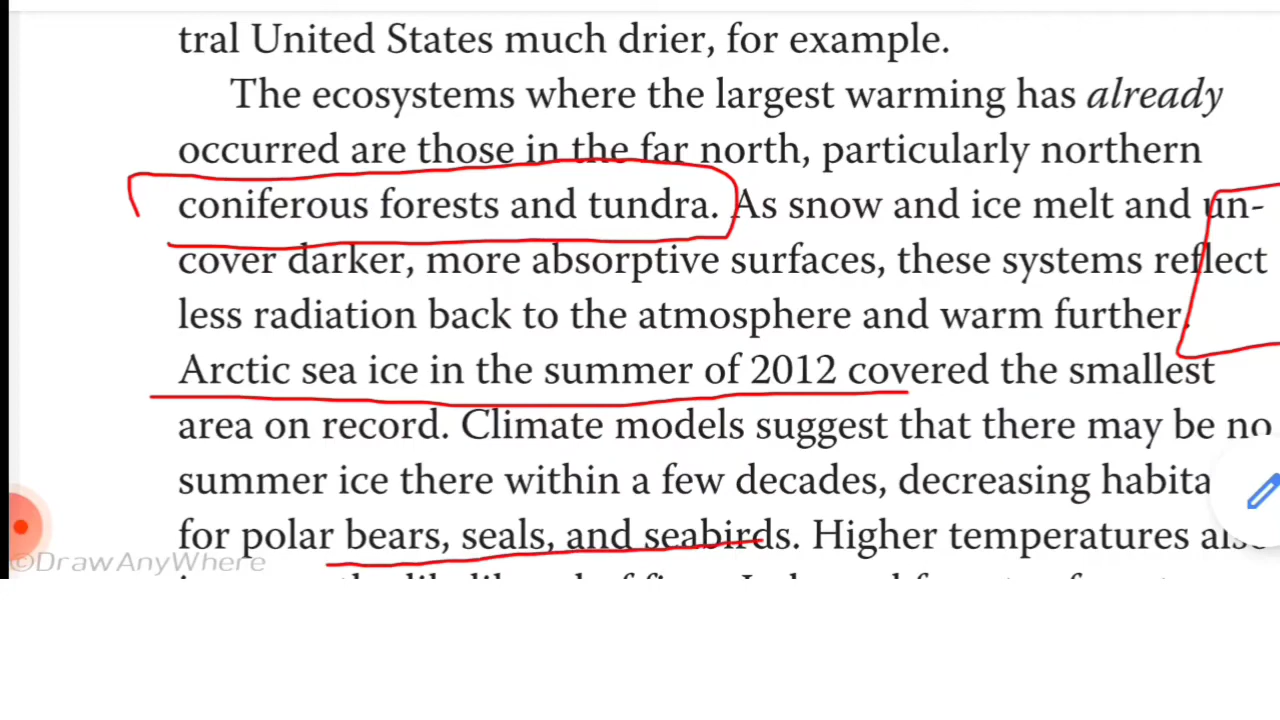 tral United States much drier, for example.
The ecosystems where the largest warming has already
occurred are those in the far north, particularly northern
coniferous forests and tundra. As snow and ice melt and un-
cover darker, more absorptive surfaces, these systems reflect
less radiation back to the atmosphere and warm further.
Arctic sea ice in the summer of 2012 covered the smallest
area on record. Climate models suggest that there may be no
summer ice there within a few decades, decreasing habita
for polar bears, seals, and seabirds. Higher temperatures also
©DrawAnyWhere